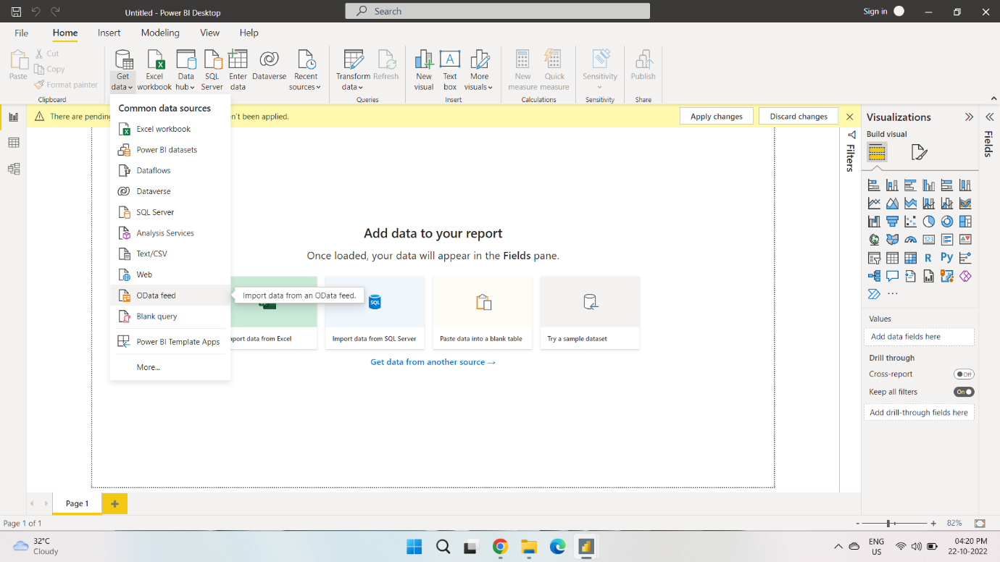 Untitled - Power BI Desktop
Search
Sign in
File
Home
Insert
Modeling
View
Help
Paste
Cut
Copy
Format painter
Clipboard
Get data
Excel workbook
Data hub
SQL Server
Enter data
Dataverse
Recent sources
Transform data
Refresh
Queries
New visual
Text box
More visuals
Insert
New measure
Quick measure
Calculations
Sensitivity
Sensitivity
Publish
Share
There are pending
n't been applied.
Apply changes
Discard changes
Common data sources
Excel workbook
Power BI datasets
Dataflows
Dataverse
SQL Server
Analysis Services
Text/CSV
Web
OData feed
Blank query
Power BI Template Apps
More...
Import data from an OData feed.
Add data to your report
Once loaded, your data will appear in the Fields pane.
SQL
port data from Excel
Import data from SQL Server
Paste data into a blank table
Try a sample dataset
Get data from another source →
Filters
Visualizations
Build visual
123
R
Py
...
Values
Add data fields here
Drill through
Cross-report
Off
Keep all filters
On
Add drill-through fields here
Fields
Page 1
Page 1 of 1
- + 82%
32°C
Cloudy
ENG
US
04:20 PM
22-10-2022